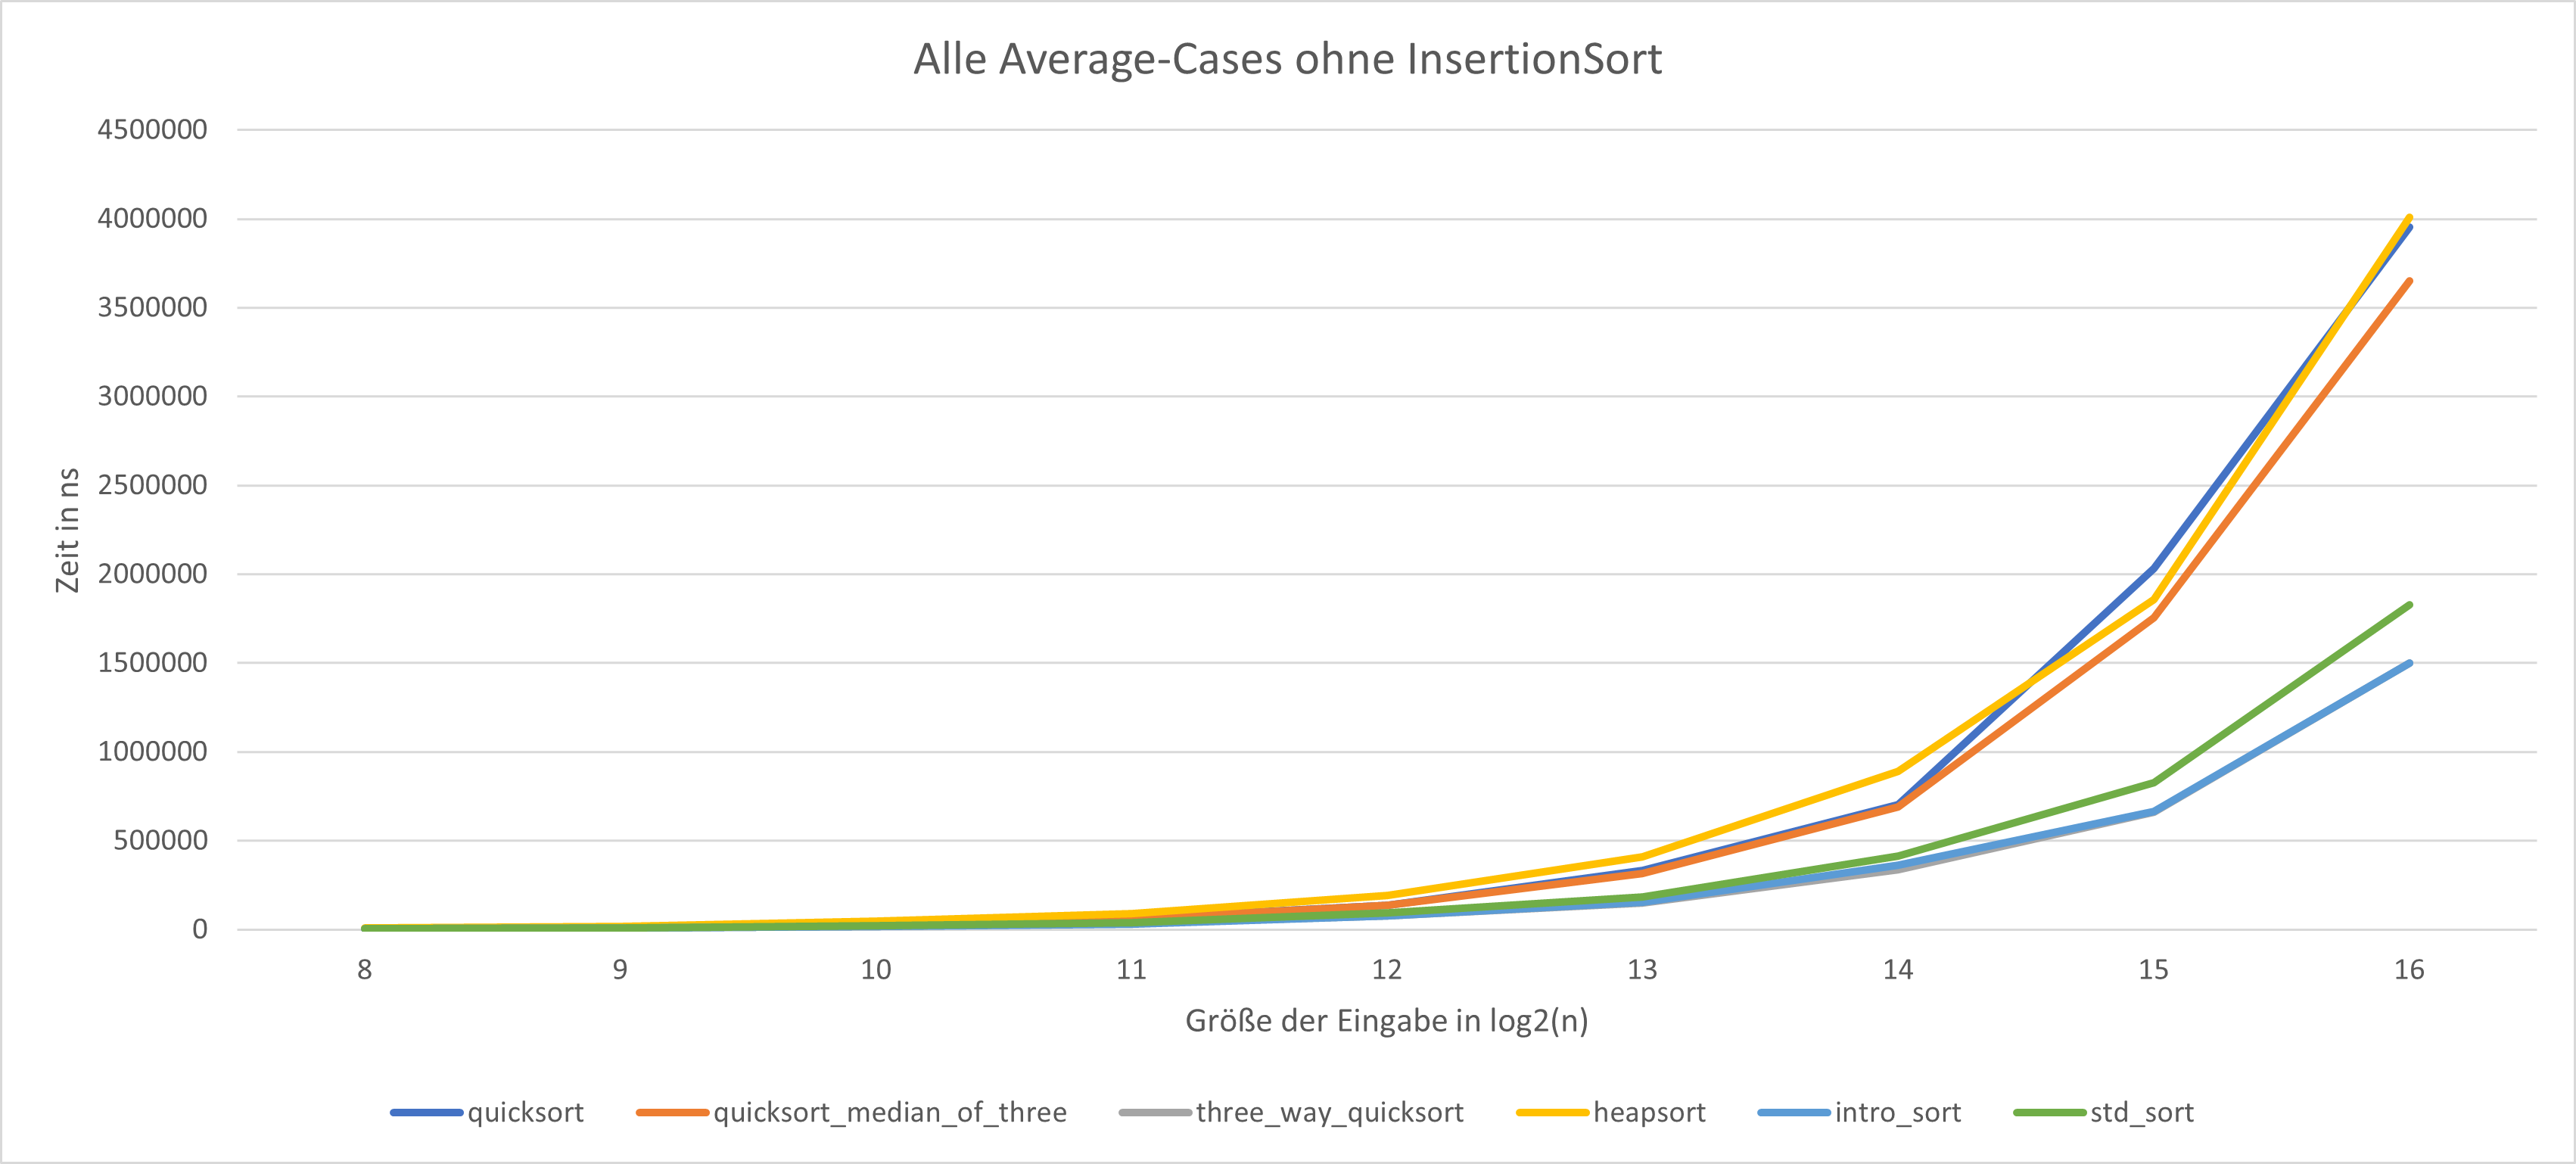 Alle Average-Cases ohne InsertionSort
4500000
4000000
3500000
3000000
2500000
2000000
1500000
1000000
500000
0
Zeit in ns
8 9 10 11 12 13 14 15 16
Größe der Eingabe in log2(n)
quicksort quicksort_median_of_three three_way_quicksort heapsort intro_sort std_sort